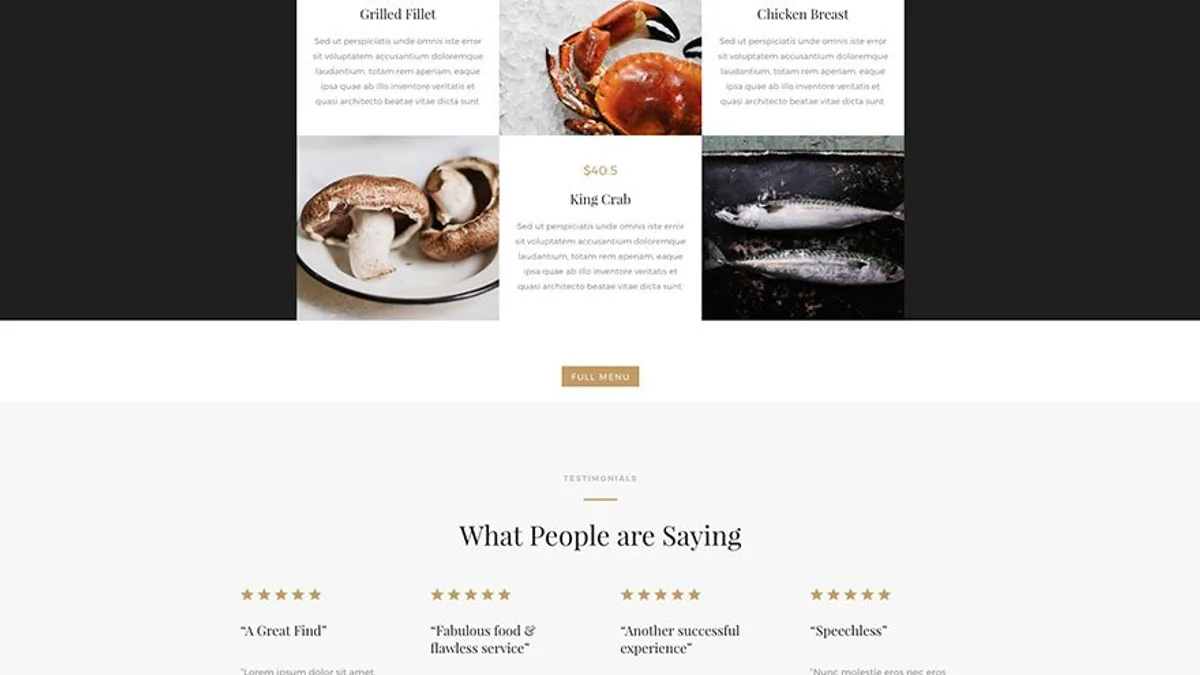 Grilled Fillet
Sed ut perspiciatis unde omnis iste error
sit voluptatem accusantium doloremque
laudantium, totam rem aperiam, eaque
ipsa quae ab illo inventore veritatis et
quasi architecto beatae vitae dicta sunt
Chicken Breast
Sed ut perspiciatis unde omnis iste error
sit voluptatem accusantium doloremque
laudantium, totam rem aperiam, eaque
ipsa quae ab illo inventore veritatis et
quasi architecto beatae vitae dicta sunt
$40.5
King Crab
Sed ut perspiciatis unde omnis iste error
sit voluptatem accusantium doloremque
laudantium, totam rem aperiam, eaque
ipsa quae ab illo inventore veritatis et
quasi architecto beatae vitae dicta sunt
FULL MENU
TESTIMONIALS
What People are Saying
“A Great Find”
"Lorem ipsum dolor sit amet,
“Fabulous food &
flawless service”
“Another successful
experience”
“Speechless”
"Nunc molestie eros nec eros